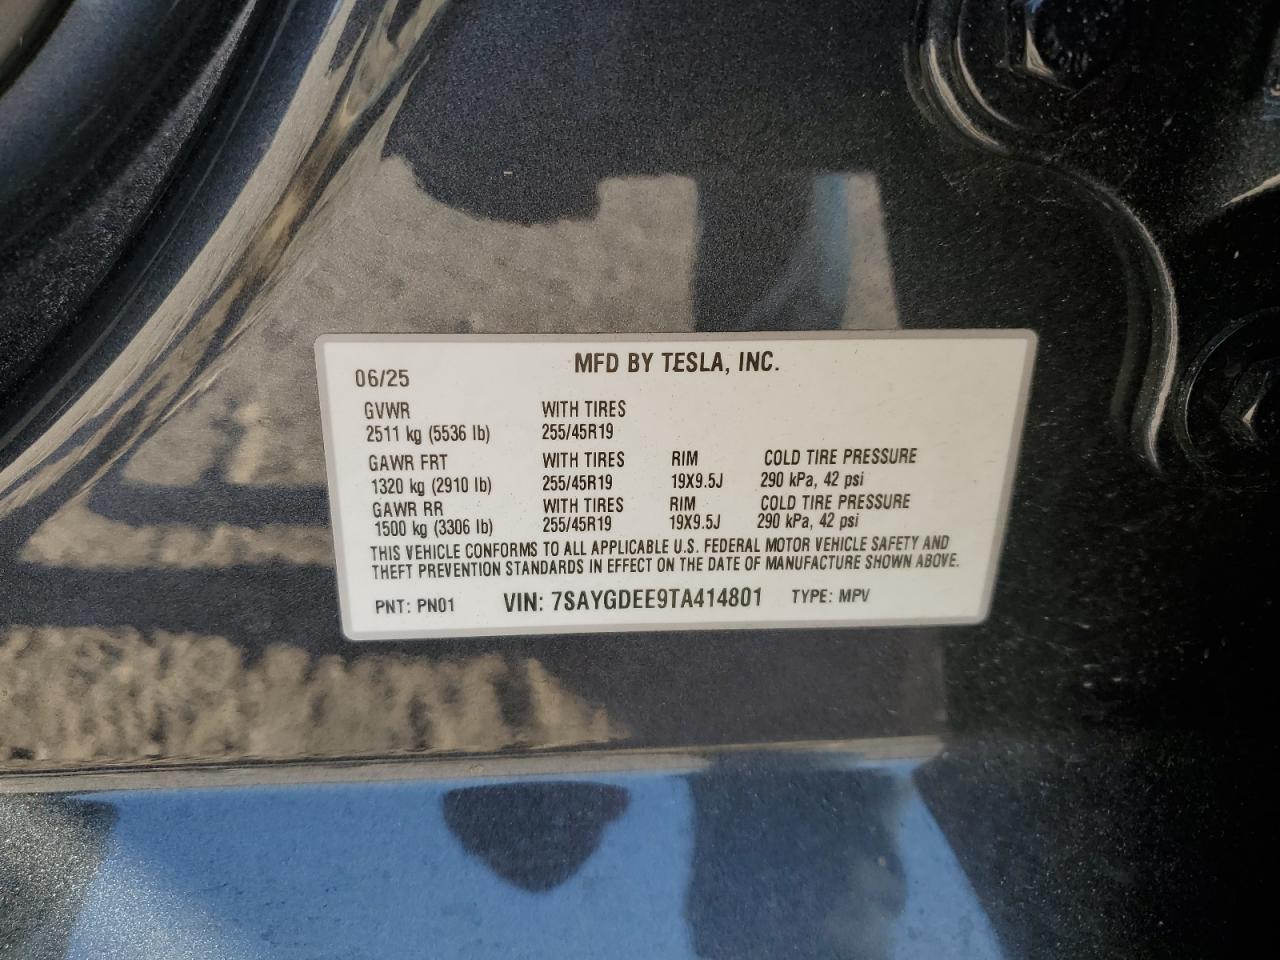 MFD BY TESLA, INC.
06/25
GVWR WITH TIRES
2511 kg (5536 lb) 255/45R19
GAWR FRT WITH TIRES RIM COLD TIRE PRESSURE
1320 kg (2910 lb) 255/45R19 19X9.5J 290 kPa, 42 psi
GAWR RR WITH TIRES RIM COLD TIRE PRESSURE
1500 kg (3306 lb) 255/45R19 19X9.5J 290 kPa, 42 psi
THIS VEHICLE CONFORMS TO ALL APPLICABLE U.S. FEDERAL MOTOR VEHICLE SAFETY AND
THEFT PREVENTION STANDARDS IN EFFECT ON THE DATE OF MANUFACTURE SHOWN ABOVE.
PNT: PN01 VIN: 7SAYGDEE9TA414801 TYPE: MPV